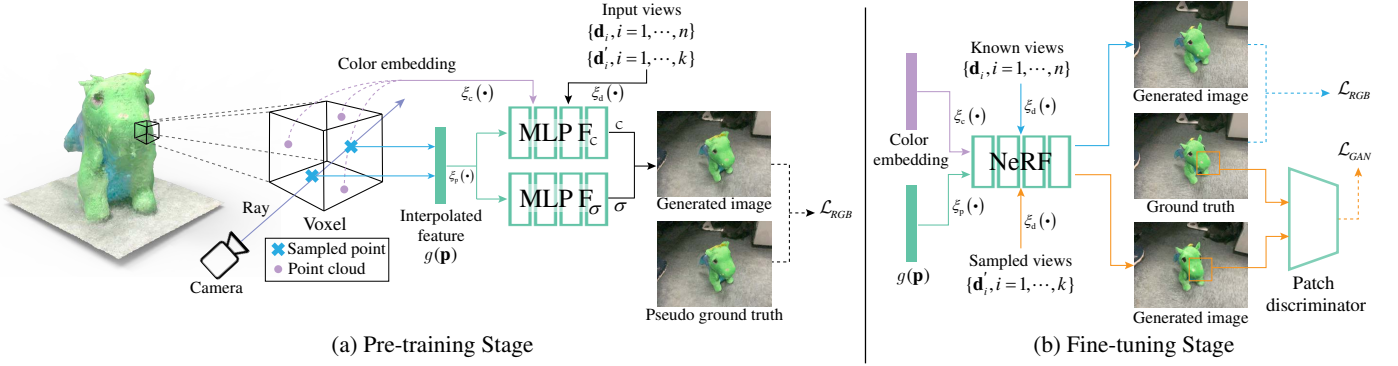 Input views
{d_i, i = 1, ⋯, n}
{d′_i, i = 1, ⋯, k}
Color embedding
ξ_c(•)
ξ_d(•)
MLP F_c
c
ξ_p(•)
MLP F_σ
σ
Ray
Voxel
Camera
Sampled point
Point cloud
Interpolated
feature
g(p)
Generated image
ℒ_RGB
Pseudo ground truth
(a) Pre-training Stage
Known views
{d_i, i = 1, ⋯, n}
ξ_d(•)
ξ_c(•)
Color
embedding
NeRF
ξ_p(•)
ξ_d(•)
g(p)
Sampled views
{d′_i, i = 1, ⋯, k}
Generated image
ℒ_RGB
ℒ_GAN
Ground truth
Generated image
Patch
discriminator
(b) Fine-tuning Stage